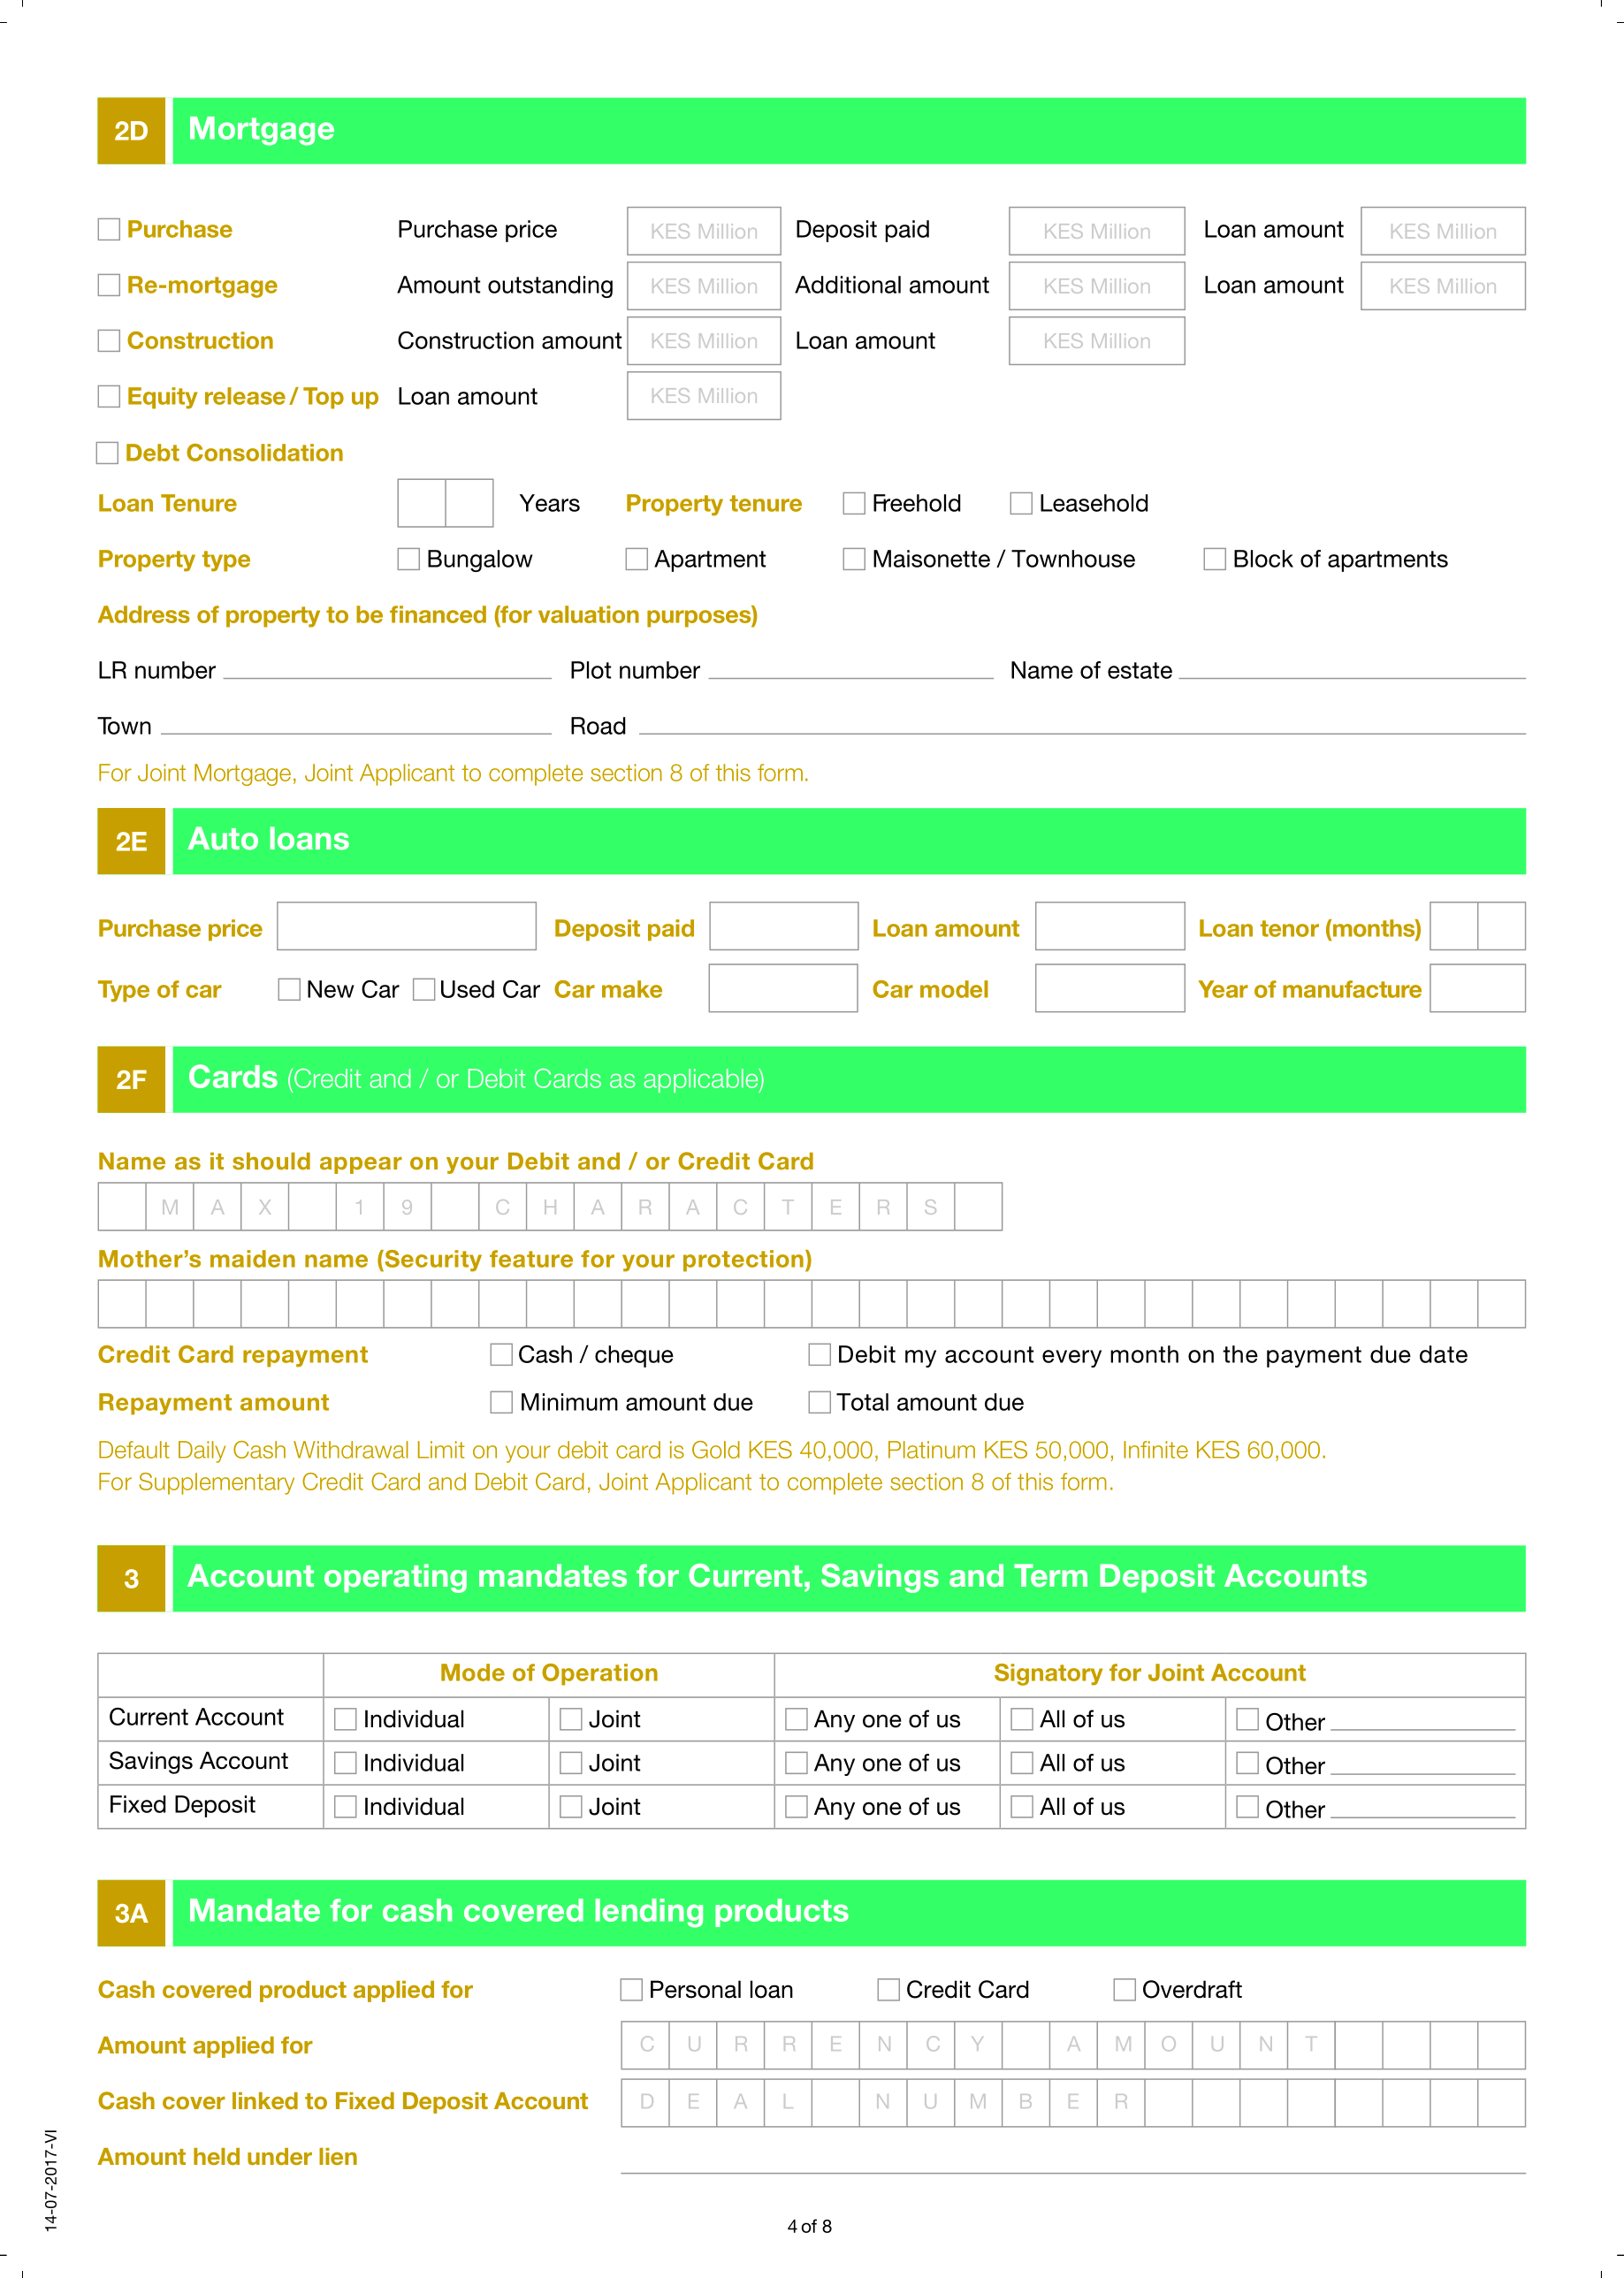 2D Mortgage
Purchase Purchase price KES Million Deposit paid KES Million Loan amount KES Million
Re-mortgage Amount outstanding KES Million Additional amount KES Million Loan amount KES Million
Construction Construction amount KES Million Loan amount KES Million
Equity release / Top up Loan amount KES Million
Debt Consolidation
Loan Tenure Years Property tenure Freehold Leasehold
Property type Bungalow Apartment Maisonette / Townhouse Block of apartments
Address of property to be financed (for valuation purposes)
LR number Plot number Name of estate
Town Road
For Joint Mortgage, Joint Applicant to complete section 8 of this form.
2E Auto loans
Purchase price Deposit paid Loan amount Loan tenor (months)
Type of car New Car Used Car Car make Car model Year of manufacture
2F Cards (Credit and / or Debit Cards as applicable)
Name as it should appear on your Debit and / or Credit Card
MAX 19 CHARACTERS
Mother's maiden name (Security feature for your protection)
Credit Card repayment Cash / cheque Debit my account every month on the payment due date
Repayment amount Minimum amount due Total amount due
Default Daily Cash Withdrawal Limit on your debit card is Gold KES 40,000, Platinum KES 50,000, Infinite KES 60,000.
For Supplementary Credit Card and Debit Card, Joint Applicant to complete section 8 of this form.
3 Account operating mandates for Current, Savings and Term Deposit Accounts
Mode of Operation Signatory for Joint Account
Current Account Individual Joint Any one of us All of us Other
Savings Account Individual Joint Any one of us All of us Other
Fixed Deposit Individual Joint Any one of us All of us Other
3A Mandate for cash covered lending products
Cash covered product applied for Personal loan Credit Card Overdraft
Amount applied for CURRENCY AMOUNT
Cash cover linked to Fixed Deposit Account DEAL NUMBER
Amount held under lien
14-07-2017-VI
4 of 8